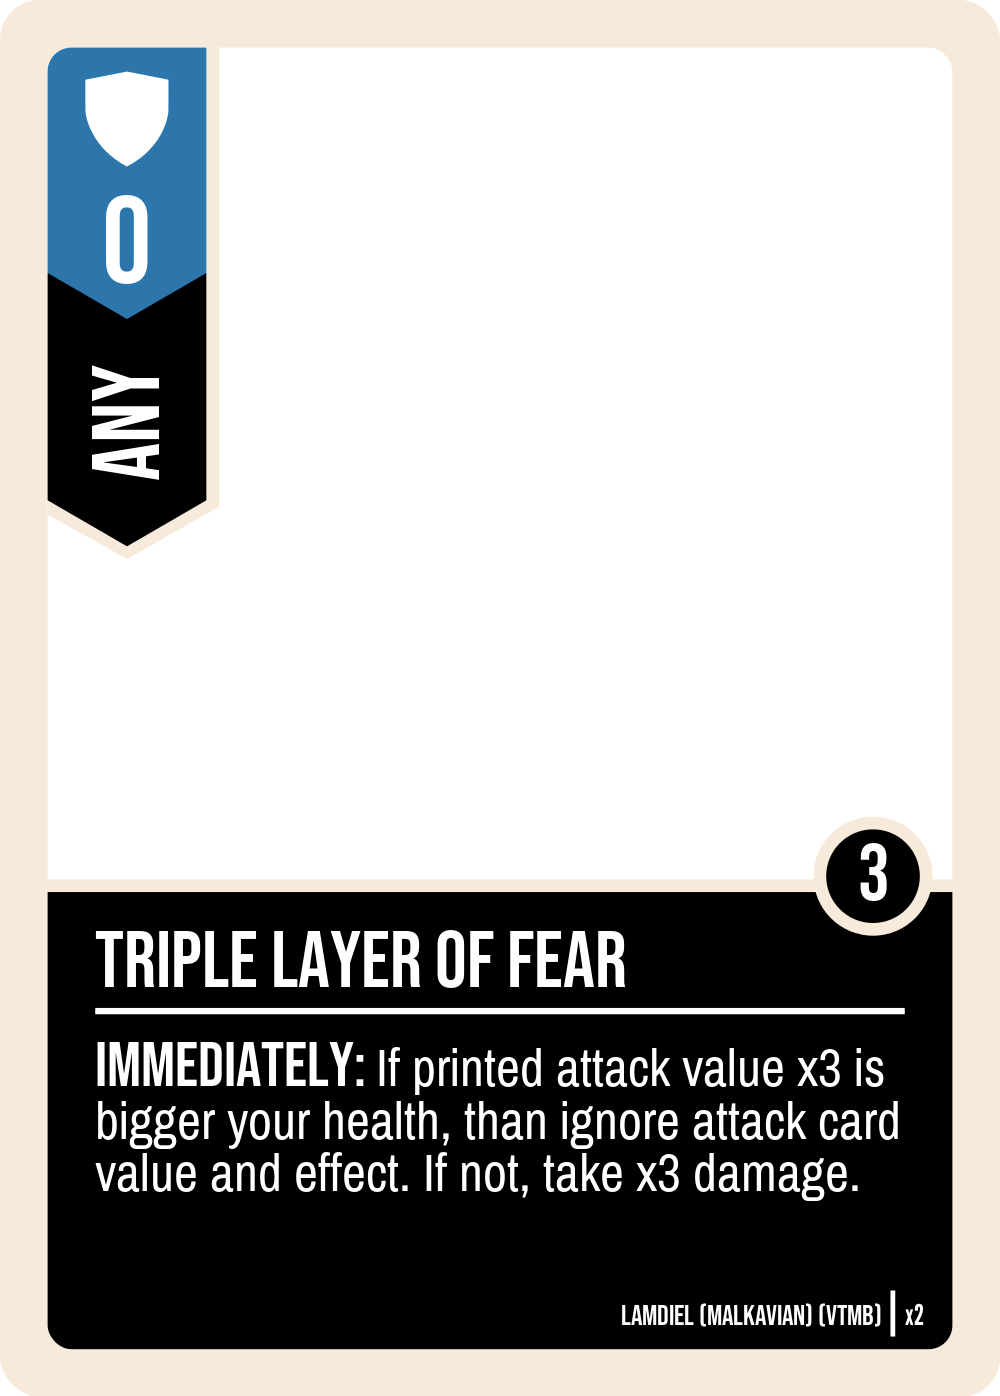 0
ANY
3
TRIPLE LAYER OF FEAR
IMMEDIATELY: If printed attack value x3 is
bigger your health, than ignore attack card
value and effect. If not, take x3 damage.
LAMDIEL (MALKAVIAN) (VTMB) x2